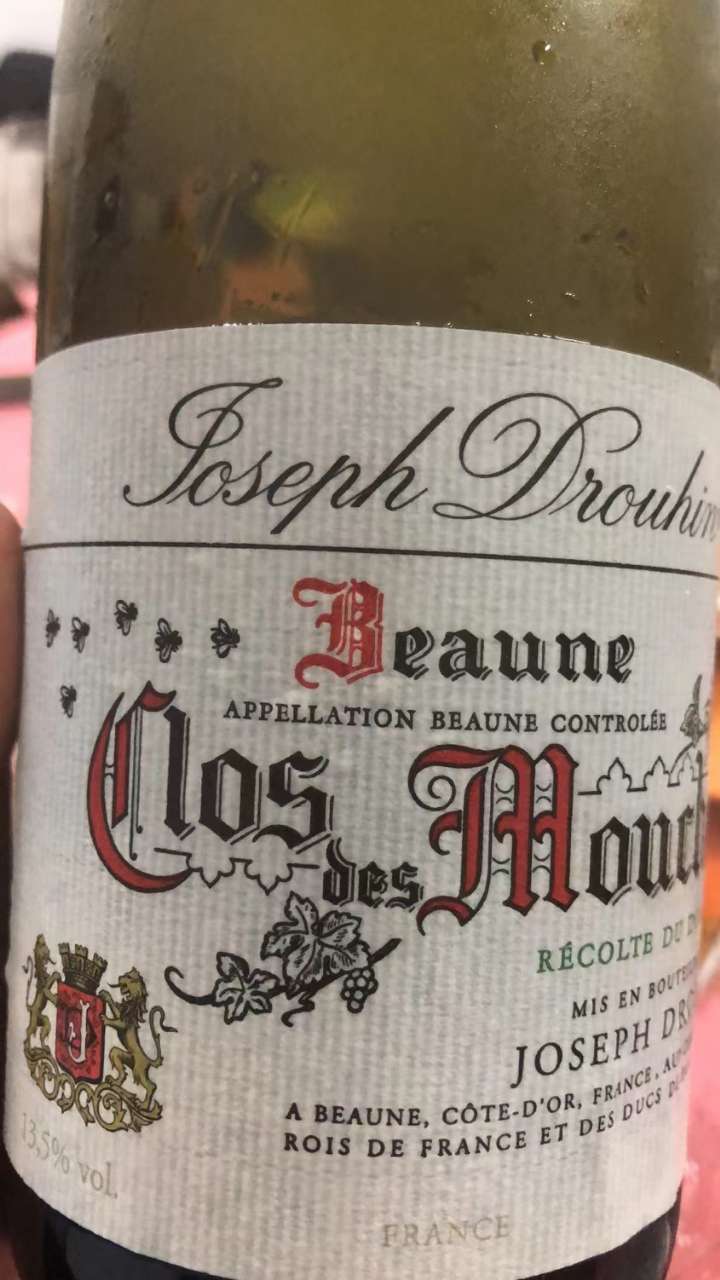 Joseph Drouhin
Beaune
APPELLATION BEAUNE CONTROLÉE
Clos
des
RÉCOLTE DU
MIS EN
JOSEPH
A BEAUNE, CÔTE-D'OR, FRANCE,
ROIS DE FRANCE ET DES DUCS
J
D
13,5% vol.
FRANCE